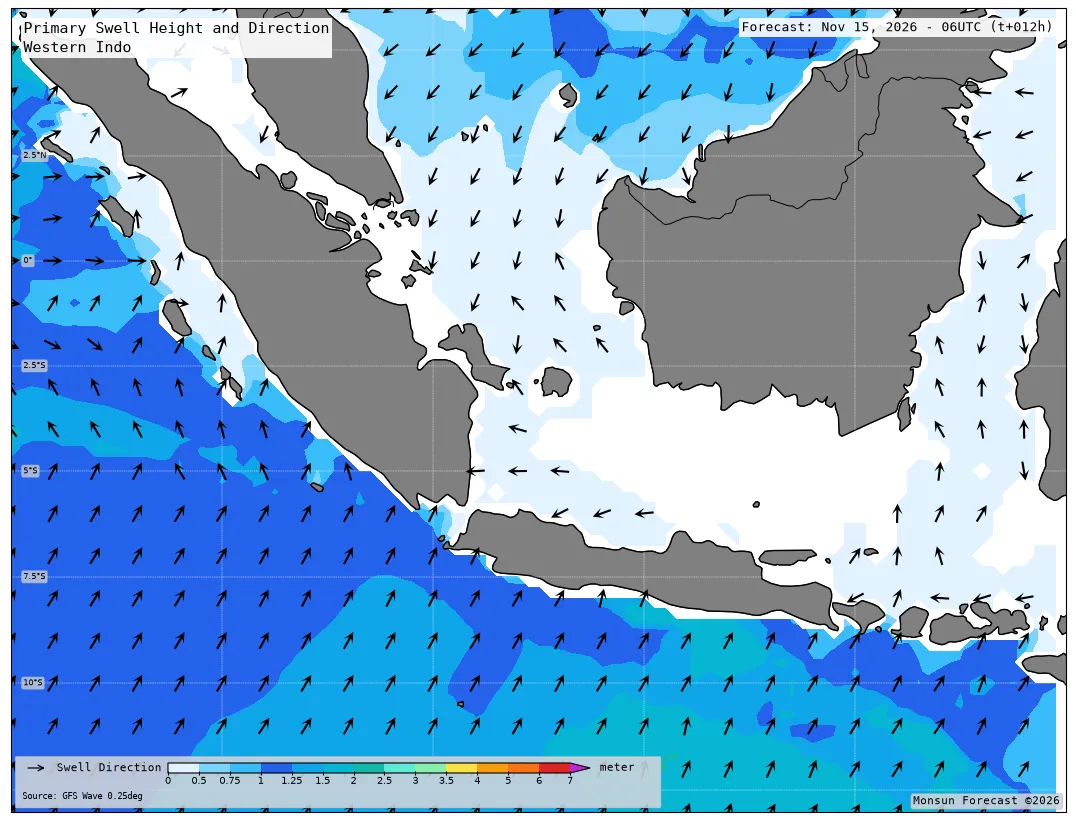 Primary Swell Height and Direction
Western Indo
Forecast: Nov 15, 2026 - 06UTC (t+012h)
2.5°N
0°
2.5°S
5°S
7.5°S
10°S
Swell Direction
0 0.5 0.75 1 1.25 1.5 2 2.5 3 3.5 4 5 6 7
meter
Source: GFS Wave 0.25deg
Monsun Forecast ©2026